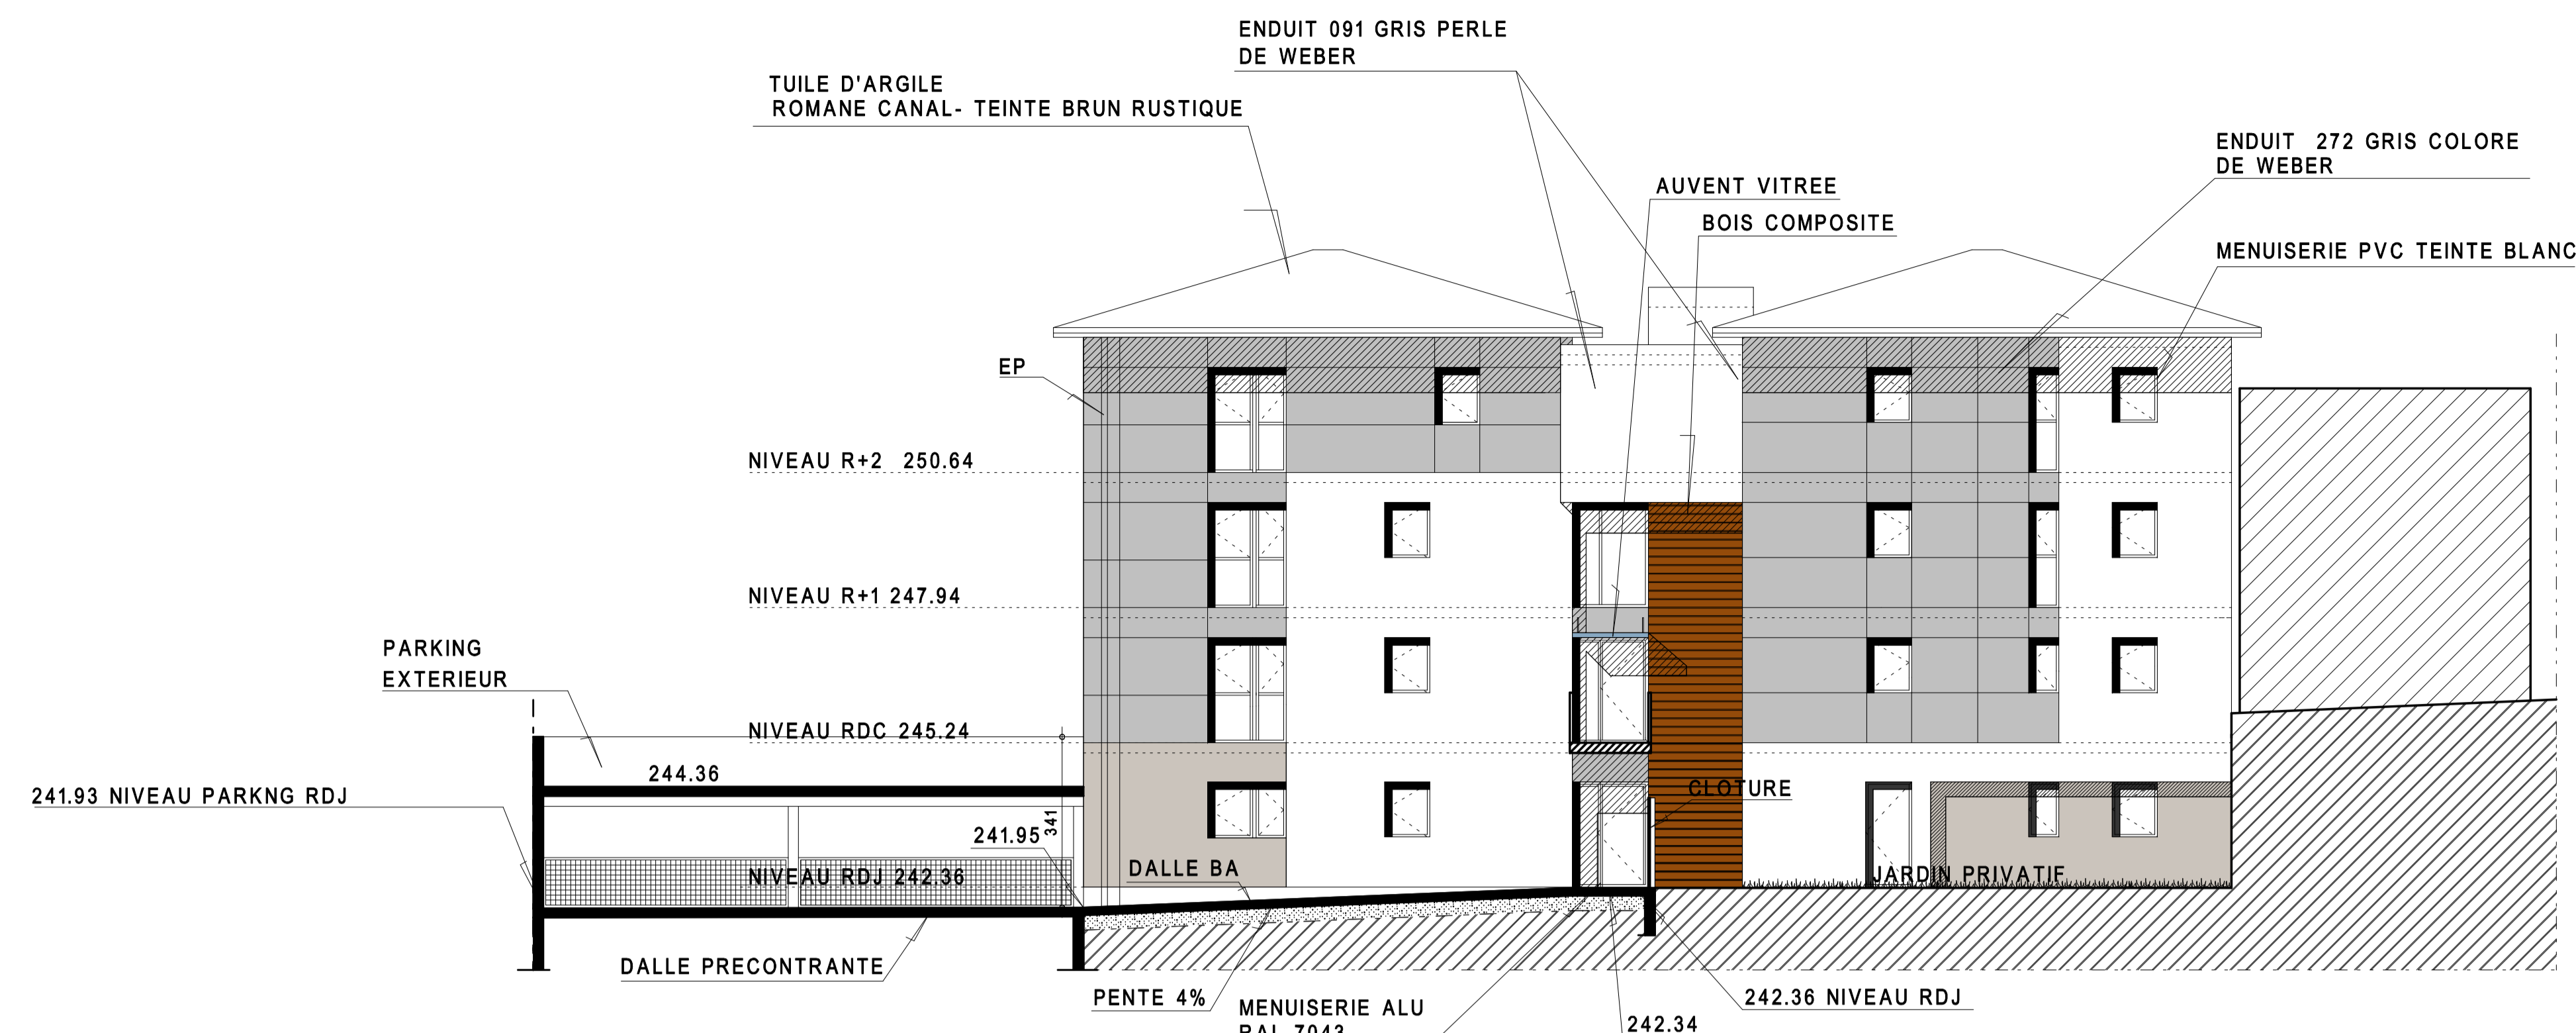 ENDUIT 091 GRIS PERLE
DE WEBER
TUILE D'ARGILE
ROMANE CANAL- TEINTE BRUN RUSTIQUE
ENDUIT 272 GRIS COLORE
DE WEBER
AUVENT VITREE
BOIS COMPOSITE
MENUISERIE PVC TEINTE BLANC
EP
NIVEAU R+2 250.64
NIVEAU R+1 247.94
PARKING
EXTERIEUR
NIVEAU RDC 245.24
244.36
241.93 NIVEAU PARKNG RDJ
CLOTURE
341
241.95
DALLE BA
NIVEAU RDJ 242.36
JARDIN PRIVATIF
DALLE PRECONTRANTE
PENTE 4%
MENUISERIE ALU
RAL 7043
242.36 NIVEAU RDJ
242.34